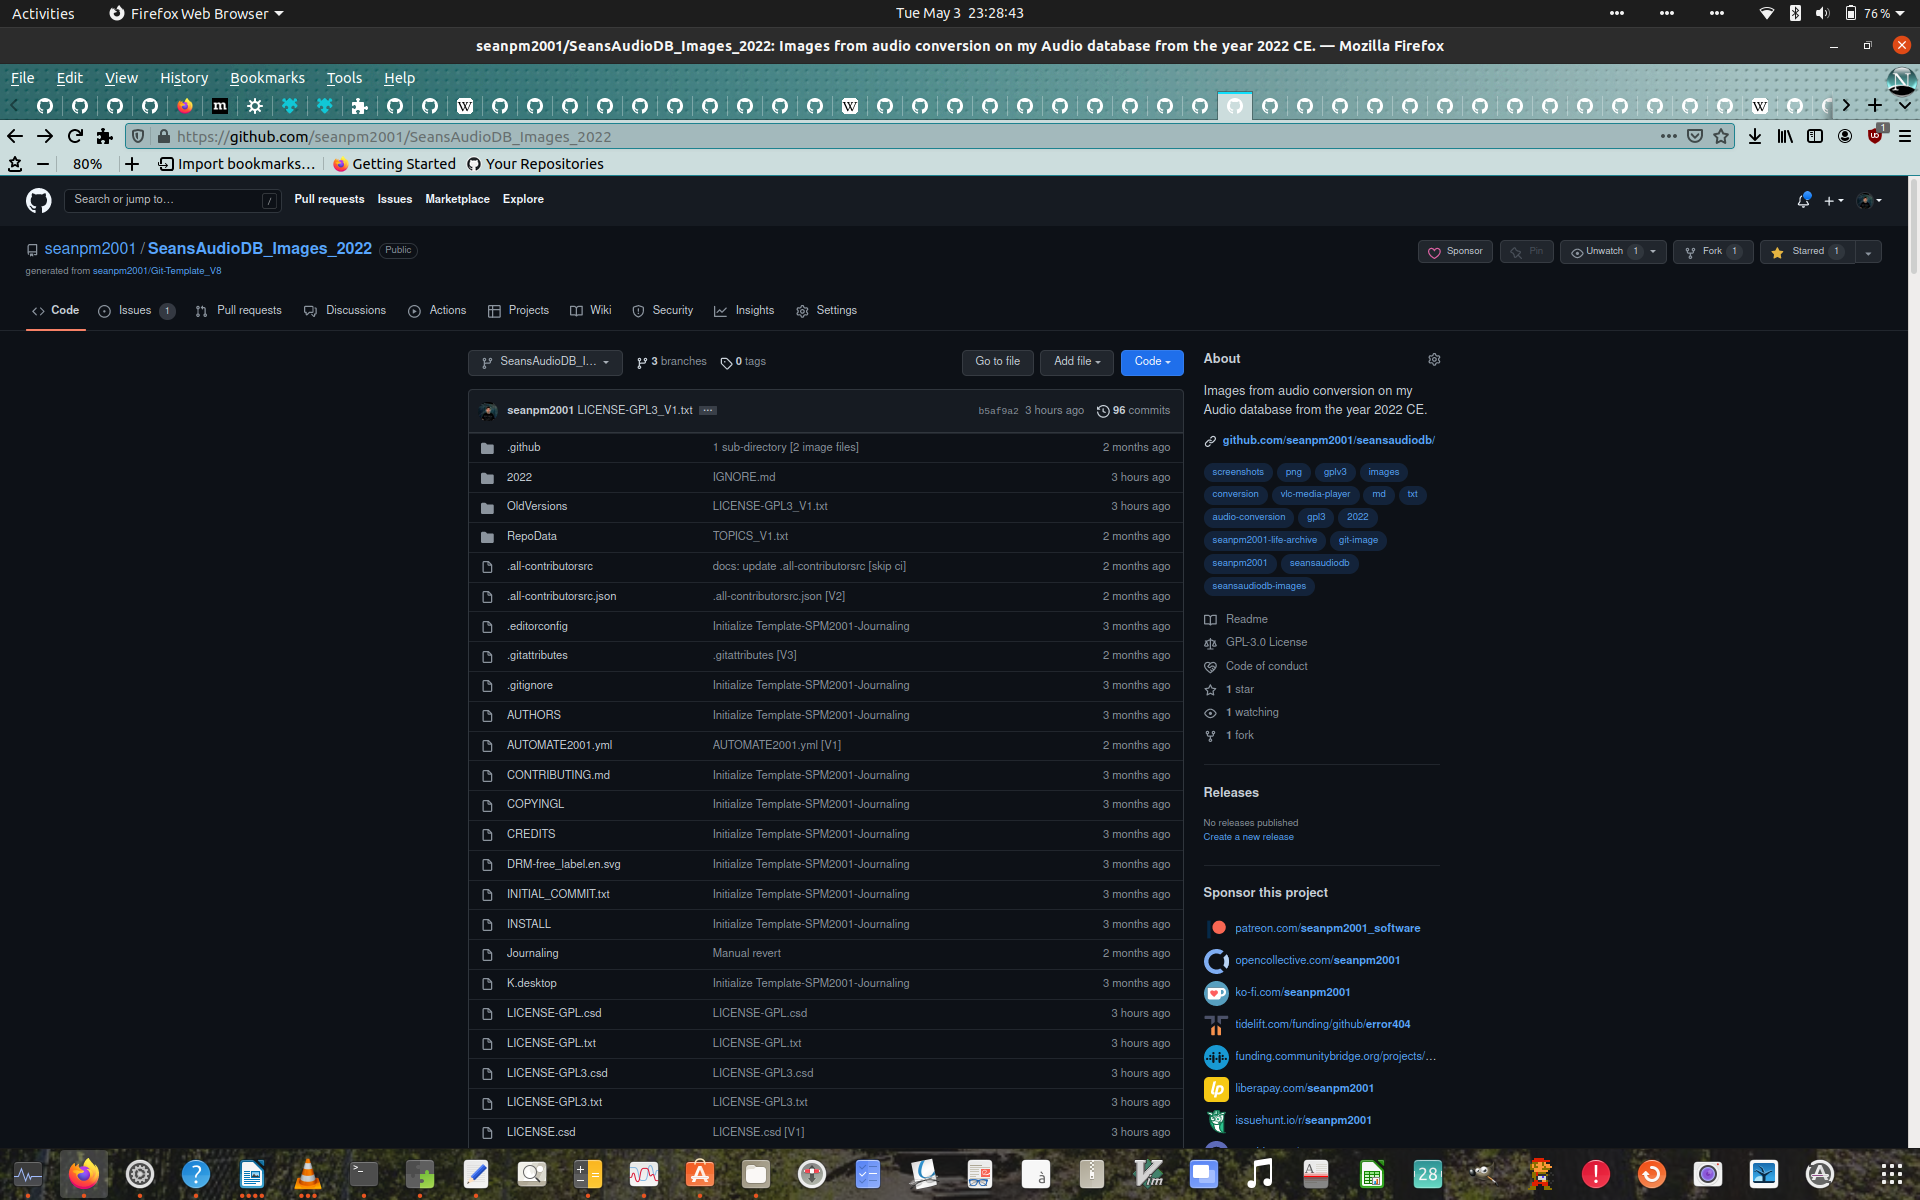 Activities Firefox Web Browser Tue May 3 23:28:43 76 %
seanpm2001/SeansAudioDB_Images_2022: Images from audio conversion on my Audio database from the year 2022 CE. — Mozilla Firefox
File Edit View History Bookmarks Tools Help
https://github.com/seanpm2001/SeansAudioDB_Images_2022
80% Import bookmarks… Getting Started Your Repositories
Search or jump to… / Pull requests Issues Marketplace Explore
seanpm2001 / SeansAudioDB_Images_2022 Public
Sponsor Pin Unwatch 1 Fork 1 Starred 1
generated from seanpm2001/Git-Template_V8
Code Issues 1 Pull requests Discussions Actions Projects Wiki Security Insights Settings
SeansAudioDB_I... 3 branches 0 tags Go to file Add file Code
seanpm2001 LICENSE-GPL3_V1.txt ... b5af9a2 3 hours ago 96 commits
.github 1 sub-directory [2 image files] 2 months ago
2022 IGNORE.md 3 hours ago
OldVersions LICENSE-GPL3_V1.txt 3 hours ago
RepoData TOPICS_V1.txt 2 months ago
.all-contributorsrc docs: update .all-contributorsrc [skip ci] 2 months ago
.all-contributorsrc.json .all-contributorsrc.json [V2] 2 months ago
.editorconfig Initialize Template-SPM2001-Journaling 3 months ago
.gitattributes .gitattributes [V3] 2 months ago
.gitignore Initialize Template-SPM2001-Journaling 3 months ago
AUTHORS Initialize Template-SPM2001-Journaling 3 months ago
AUTOMATE2001.yml AUTOMATE2001.yml [V1] 2 months ago
CONTRIBUTING.md Initialize Template-SPM2001-Journaling 3 months ago
COPYINGL Initialize Template-SPM2001-Journaling 3 months ago
CREDITS Initialize Template-SPM2001-Journaling 3 months ago
DRM-free_label.en.svg Initialize Template-SPM2001-Journaling 3 months ago
INITIAL_COMMIT.txt Initialize Template-SPM2001-Journaling 3 months ago
INSTALL Initialize Template-SPM2001-Journaling 3 months ago
Journaling Manual revert 2 months ago
K.desktop Initialize Template-SPM2001-Journaling 3 months ago
LICENSE-GPL.csd LICENSE-GPL.csd 3 hours ago
LICENSE-GPL.txt LICENSE-GPL.txt 3 hours ago
LICENSE-GPL3.csd LICENSE-GPL3.csd 3 hours ago
LICENSE-GPL3.txt LICENSE-GPL3.txt 3 hours ago
LICENSE.csd LICENSE.csd [V1] 3 hours ago
About
Images from audio conversion on my
Audio database from the year 2022 CE.
github.com/seanpm2001/seansaudiodb/
screenshots png gplv3 images
conversion vlc-media-player md txt
audio-conversion gpl3 2022
seanpm2001-life-archive git-image
seanpm2001 seansaudiodb
seansaudiodb-images
Readme
GPL-3.0 License
Code of conduct
1 star
1 watching
1 fork
Releases
No releases published
Create a new release
Sponsor this project
patreon.com/seanpm2001_software
opencollective.com/seanpm2001
ko-fi.com/seanpm2001
tidelift.com/funding/github/error404
funding.communitybridge.org/projects/…
liberapay.com/seanpm2001
issuehunt.io/r/seanpm2001
28